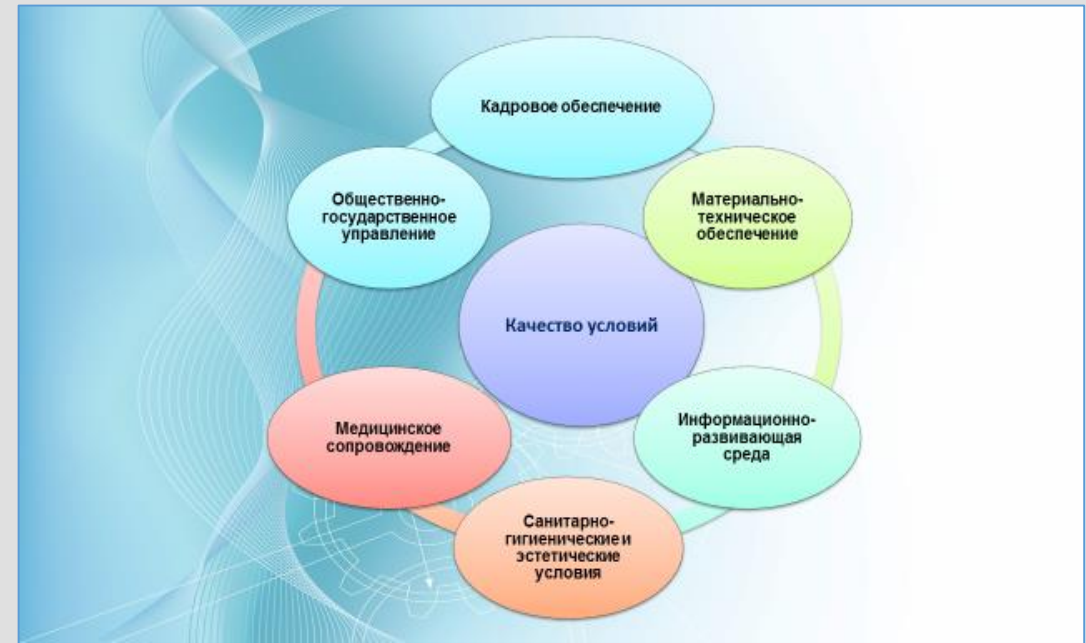 Кадровое обеспечение
Общественно-
государственное
управление
Материально-
техническое
обеспечение
Качество условий
Медицинское
сопровождение
Информационно-
развивающая
среда
Санитарно-
гигиенические и
эстетические
условия